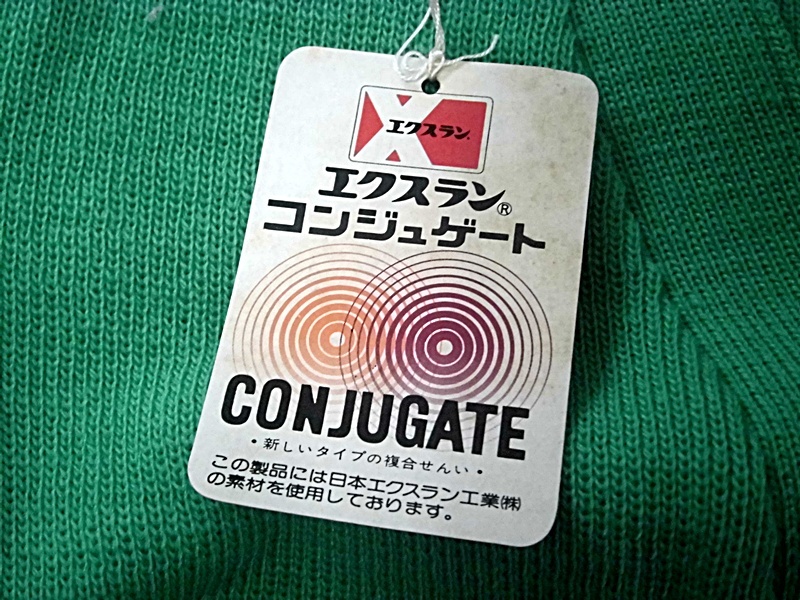 エクスラン®
エクスラン®
コンジュゲート
CONJUGATE
•新しいタイプの複合せんい•
この製品には日本エクスラン工業㈱
の素材を使用しております。